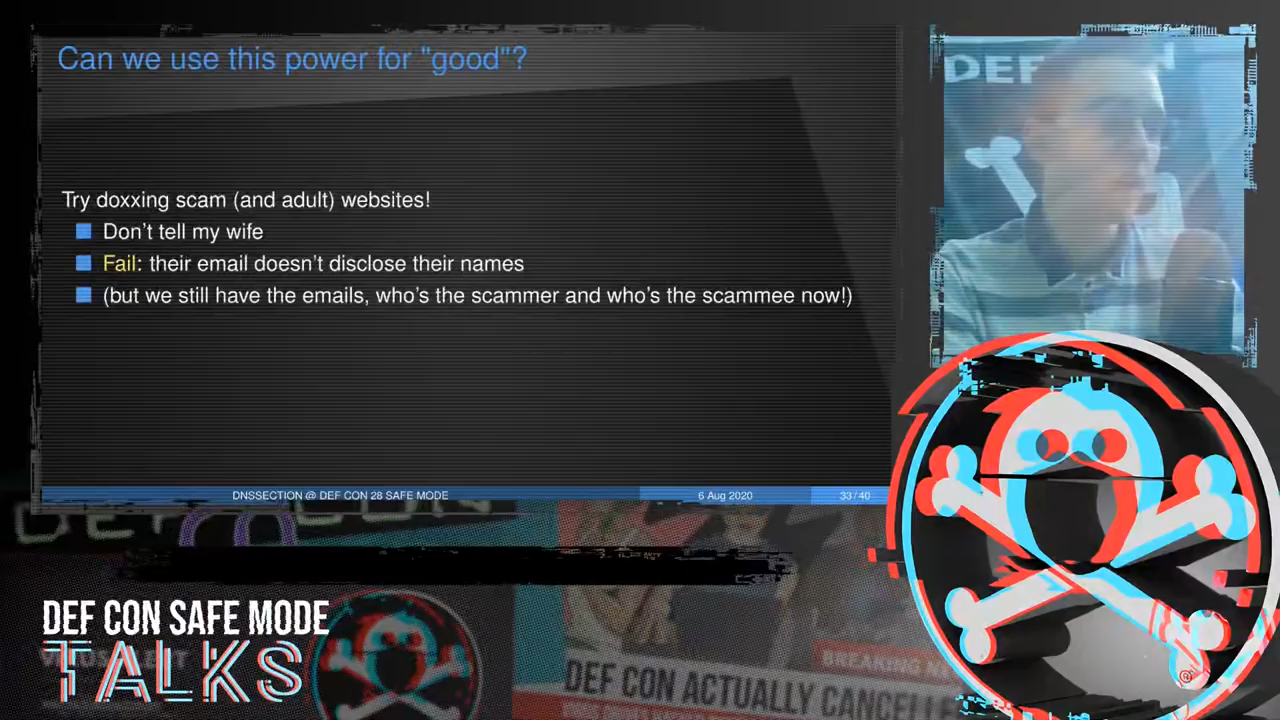 Can we use this power for "good"?
Try doxxing scam (and adult) websites!
Don't tell my wife
Fail: their email doesn't disclose their names
(but we still have the emails, who's the scammer and who's the scammee now!)
DNSSECTION @ DEF CON 28 SAFE MODE
6 Aug 2020
33 / 40
DEF CON
DEF CON SAFE MODE
TALKS
BREAKING
DEF CON ACTUALLY